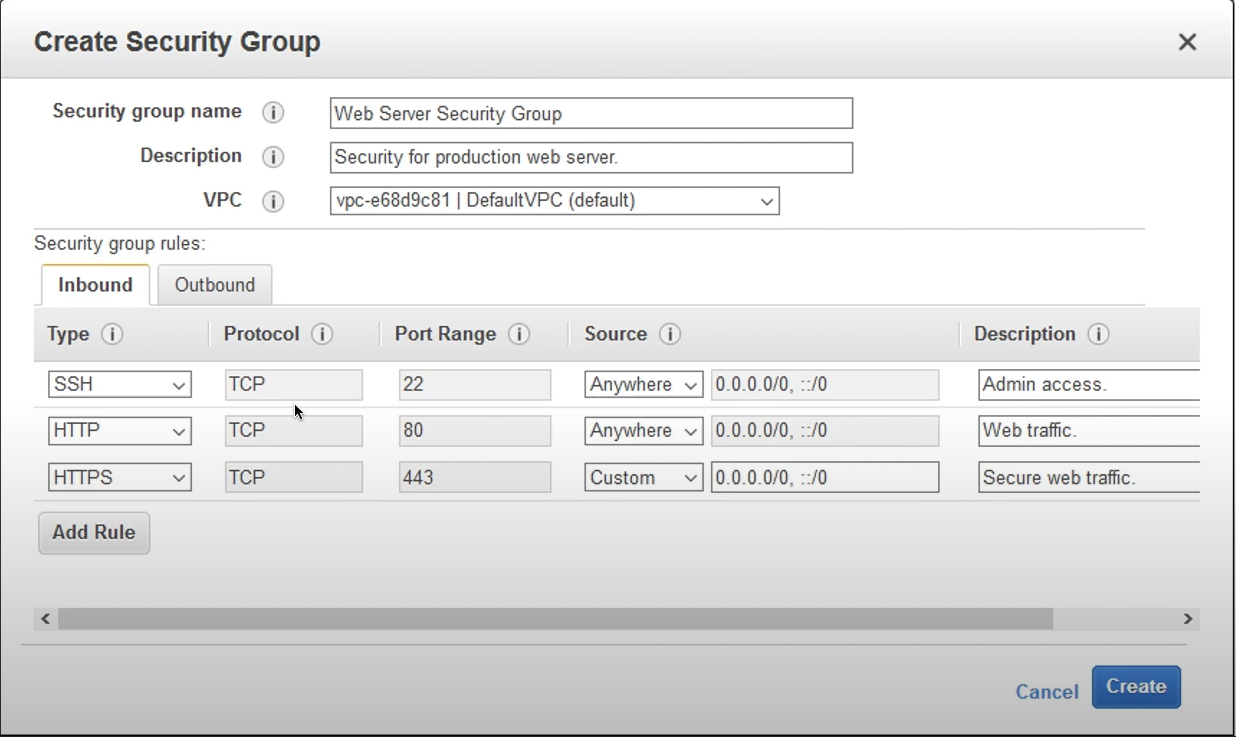 Create Security Group
Security group name Web Server Security Group
Description Security for production web server.
VPC vpc-e68d9c81 | DefaultVPC (default)
Security group rules:
Inbound Outbound
Type Protocol Port Range Source Description
SSH TCP 22 Anywhere 0.0.0.0/0, ::/0 Admin access.
HTTP TCP 80 Anywhere 0.0.0.0/0, ::/0 Web traffic.
HTTPS TCP 443 Custom 0.0.0.0/0, ::/0 Secure web traffic.
Add Rule
Cancel Create